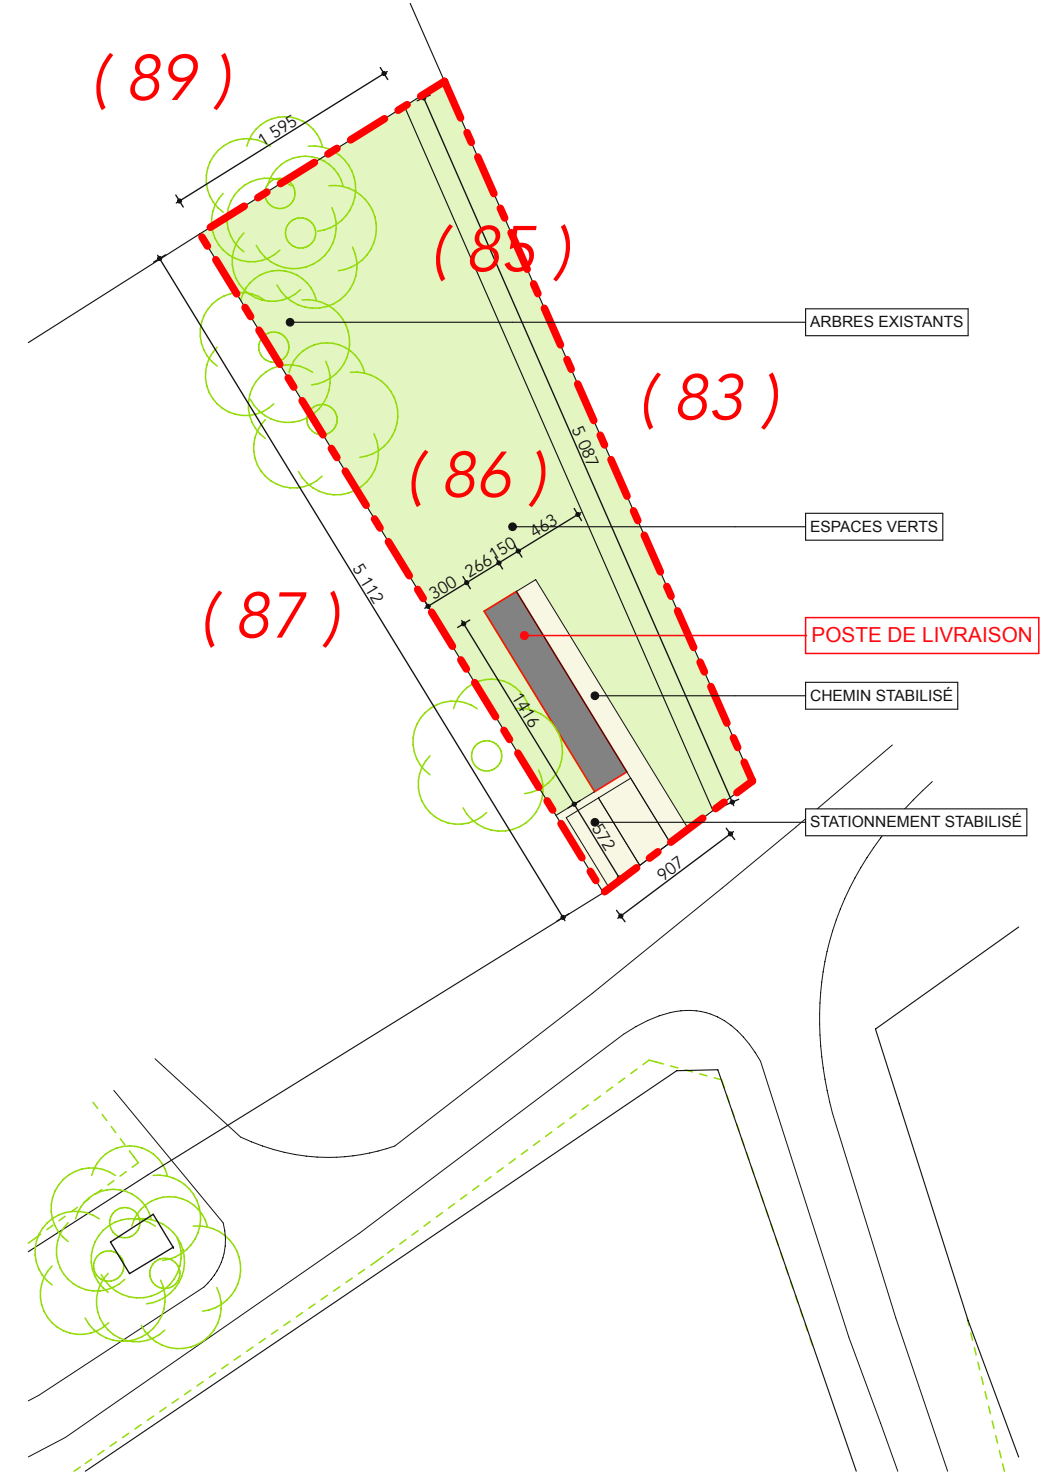 ( 89 )
1 595
( 85 )
ARBRES EXISTANTS
( 83 )
5 087
( 86 )
463
150
266
300
ESPACES VERTS
5 112
( 87 )
POSTE DE LIVRAISON
CHEMIN STABILISÉ
1416
STATIONNEMENT STABILISÉ
572
907